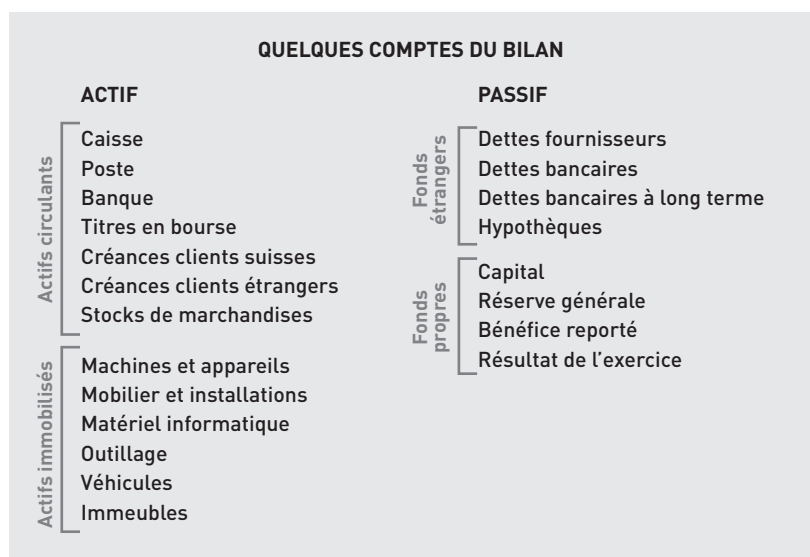 QUELQUES COMPTES DU BILAN
ACTIF
Actifs circulants
Caisse
Poste
Banque
Titres en bourse
Créances clients suisses
Créances clients étrangers
Stocks de marchandises
Actifs immobilisés
Machines et appareils
Mobilier et installations
Matériel informatique
Outillage
Véhicules
Immeubles
PASSIF
Fonds
étrangers
Dettes fournisseurs
Dettes bancaires
Dettes bancaires à long terme
Hypothèques
Fonds
propres
Capital
Réserve générale
Bénéfice reporté
Résultat de l’exercice